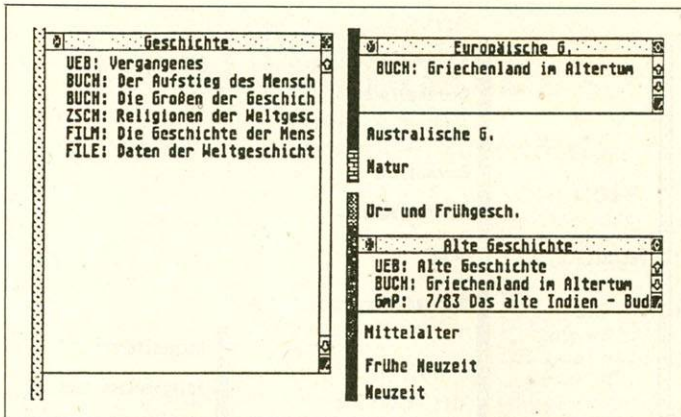 Geschichte
UEB: Vergangenes
BUCH: Der Aufstieg des Mensch
BUCH: Die Großen der Geschich
ZSCH: Religionen der Weltgesc
FILM: Die Geschichte der Mens
FILE: Daten der Weltgeschicht
Europäische G.
BUCH: Griechenland im Altertum
Australische G.
Natur
Ur- und Frühgesch.
Alte Geschichte
UEB: Alte Geschichte
BUCH: Griechenland im Altertum
GmP: 7/83 Das alte Indien - Bud
Mittelalter
Frühe Neuzeit
Neuzeit